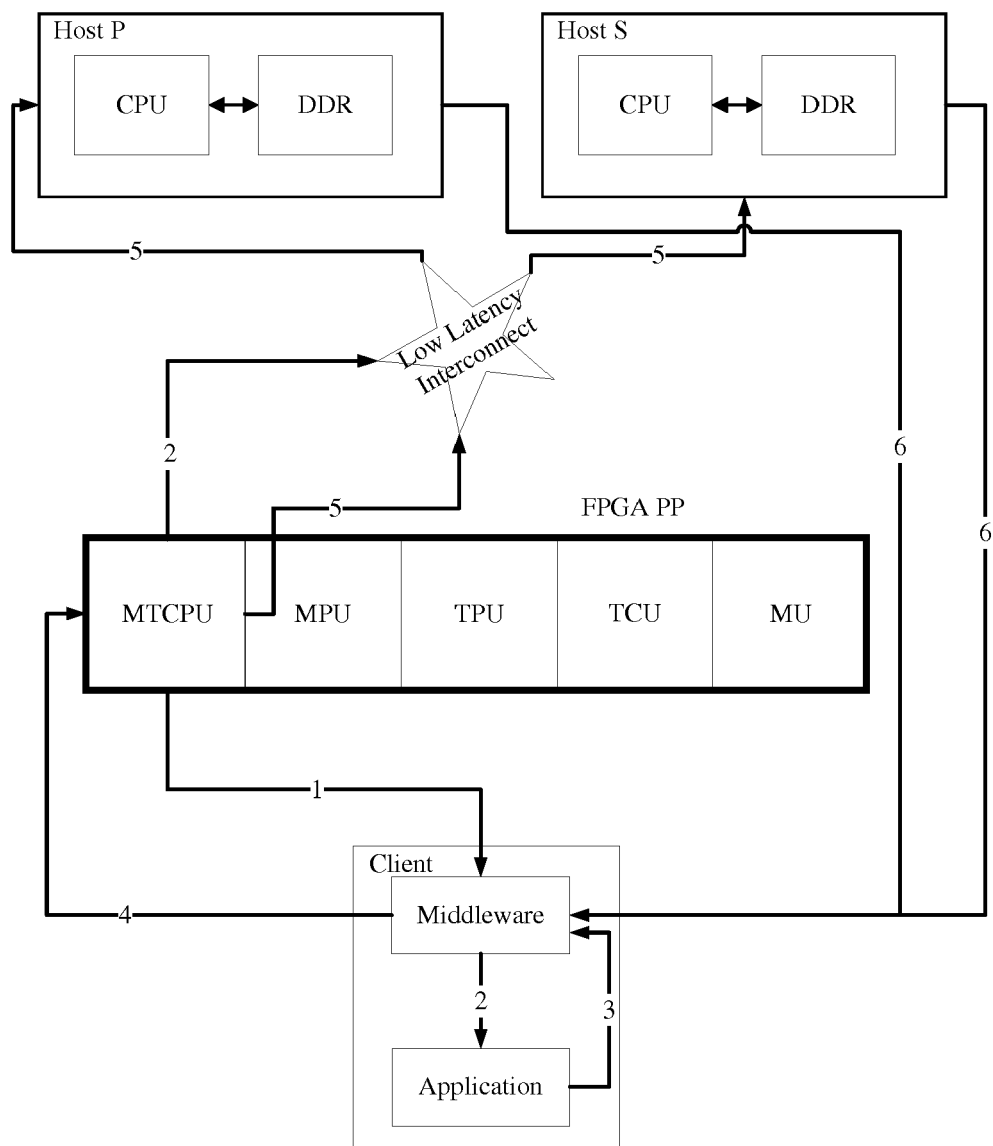 Host P
CPU
DDR
Host S
CPU
DDR
5
5
Low Latency
Interconnect
2
6
5
FPGA PP
6
MTCPU
MPU
TPU
TCU
MU
1
Client
4
Middleware
2
3
Application